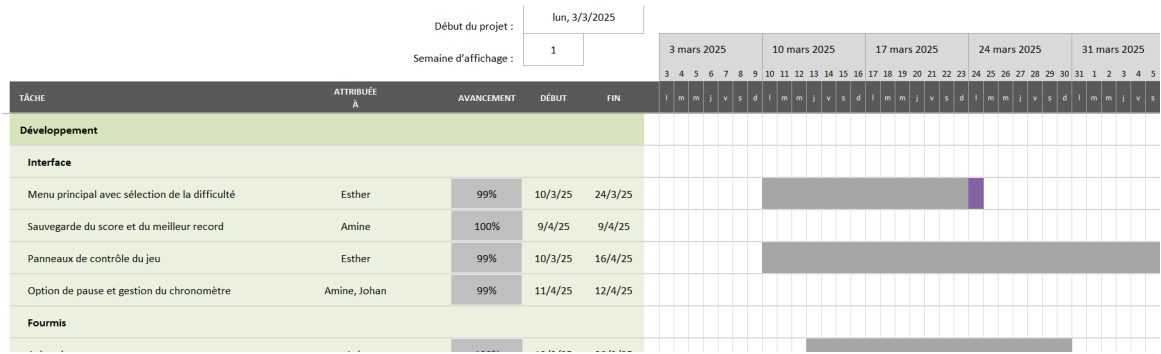 Début du projet : lun, 3/3/2025
Semaine d'affichage : 1
3 mars 2025 10 mars 2025 17 mars 2025 24 mars 2025 31 mars 2025
3 4 5 6 7 8 9 10 11 12 13 14 15 16 17 18 19 20 21 22 23 24 25 26 27 28 29 30 31 1 2 3 4 5
TÂCHE ATTRIBUÉE À AVANCEMENT DÉBUT FIN l m m j v s d l m m j v s d l m m j v s d l m m j v s d l m m j v s
Développement
Interface
Menu principal avec sélection de la difficulté Esther 99% 10/3/25 24/3/25
Sauvegarde du score et du meilleur record Amine 100% 9/4/25 9/4/25
Panneaux de contrôle du jeu Esther 99% 10/3/25 16/4/25
Option de pause et gestion du chronomètre Amine, Johan 99% 11/4/25 12/4/25
Fourmis